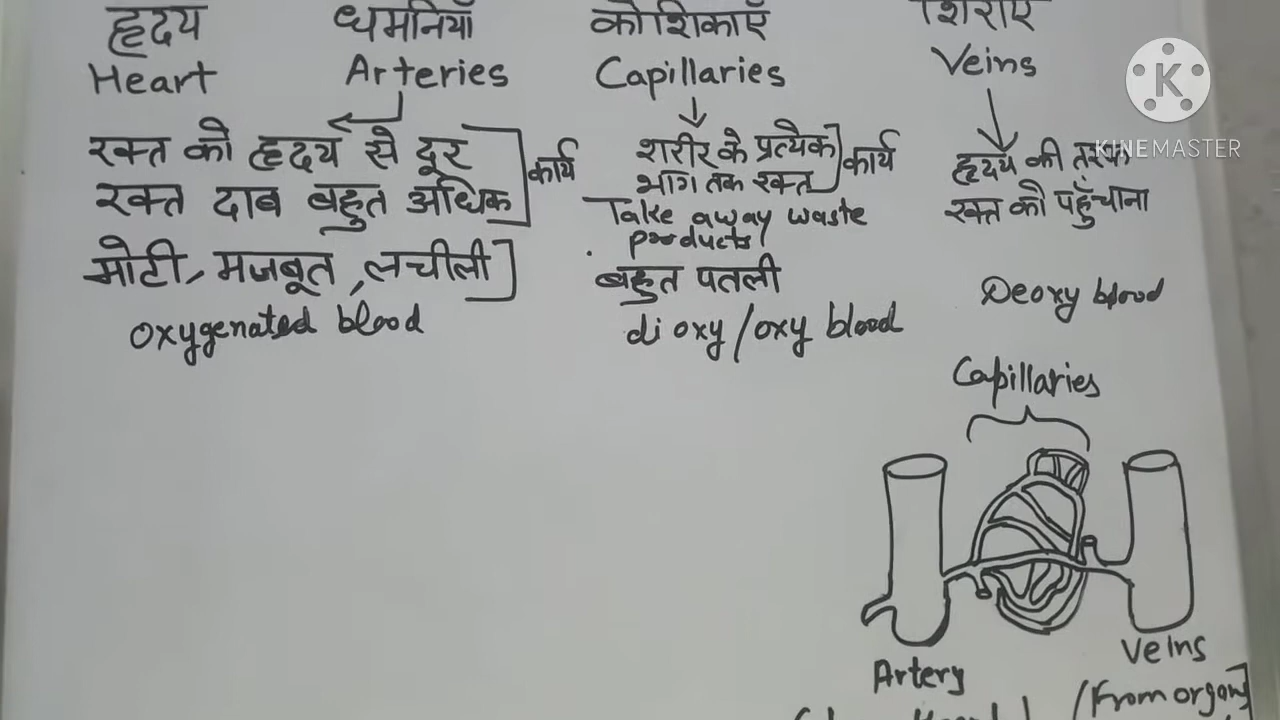 हृदय धमनियाँ कोशिकाएँ शिराएँ
Heart Arteries Capillaries Veins
रक्त को हृदय से दूर
रक्त दाब बहुत अधिक
कार्य
मोटी, मजबूत, लचीली
oxygenated blood
शरीर के प्रत्येक
भाग तक रक्त
कार्य
Take away waste
products
बहुत पतली
di oxy/oxy blood
हृदय की तरफ
रक्त को पहुँचाना
Deoxy blood
Capillaries
Artery
Veins
(From organs
K
KINEMASTER